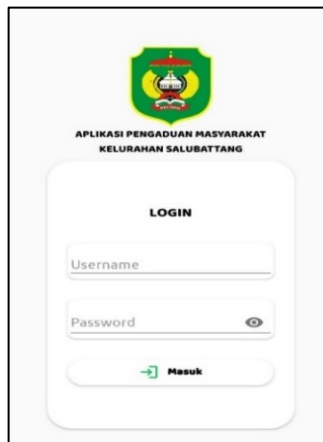 APLIKASI PENGADUAN MASYARAKAT
KELURAHAN SALUBATTANG
LOGIN
Username
Password
Masuk